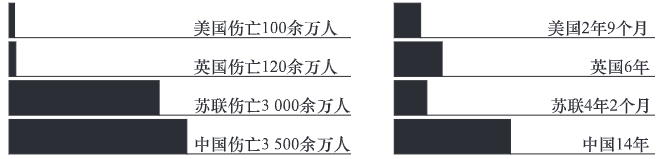 美国伤亡100余万人
英国伤亡120余万人
苏联伤亡3 000余万人
中国伤亡3 500余万人
美国2年9个月
英国6年
苏联4年2个月
中国14年